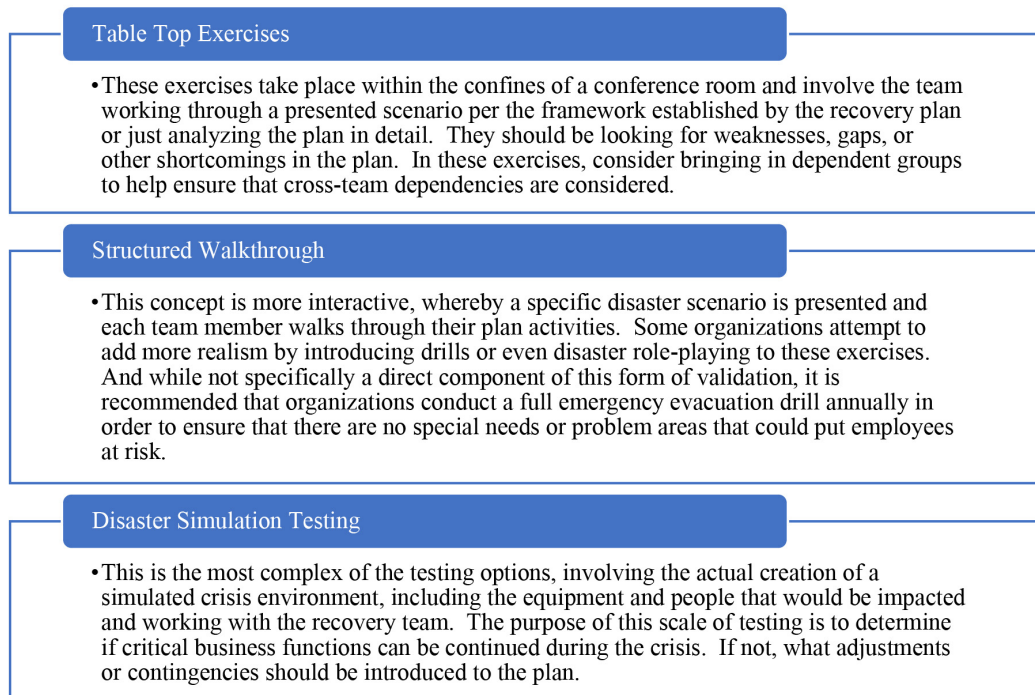 Table Top Exercises
•These exercises take place within the confines of a conference room and involve the team
working through a presented scenario per the framework established by the recovery plan
or just analyzing the plan in detail.  They should be looking for weaknesses, gaps, or
other shortcomings in the plan.  In these exercises, consider bringing in dependent groups
to help ensure that cross-team dependencies are considered.
Structured Walkthrough
•This concept is more interactive, whereby a specific disaster scenario is presented and
each team member walks through their plan activities.  Some organizations attempt to
add more realism by introducing drills or even disaster role-playing to these exercises.
And while not specifically a direct component of this form of validation, it is
recommended that organizations conduct a full emergency evacuation drill annually in
order to ensure that there are no special needs or problem areas that could put employees
at risk.
Disaster Simulation Testing
•This is the most complex of the testing options, involving the actual creation of a
simulated crisis environment, including the equipment and people that would be impacted
and working with the recovery team.  The purpose of this scale of testing is to determine
if critical business functions can be continued during the crisis.  If not, what adjustments
or contingencies should be introduced to the plan.